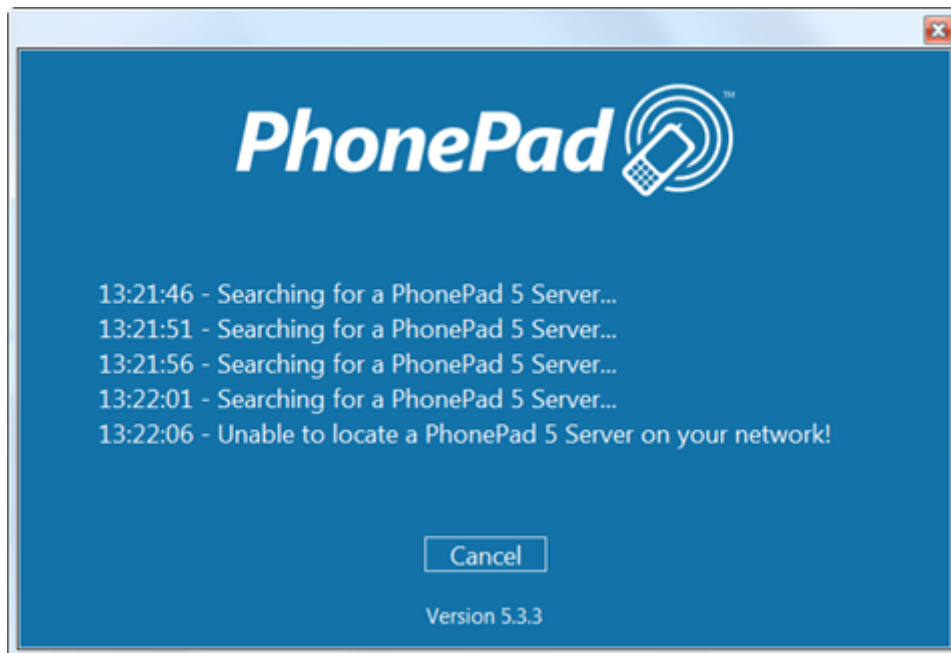 PhonePad™
13:21:46 - Searching for a PhonePad 5 Server...
13:21:51 - Searching for a PhonePad 5 Server...
13:21:56 - Searching for a PhonePad 5 Server...
13:22:01 - Searching for a PhonePad 5 Server...
13:22:06 - Unable to locate a PhonePad 5 Server on your network!
Cancel
Version 5.3.3